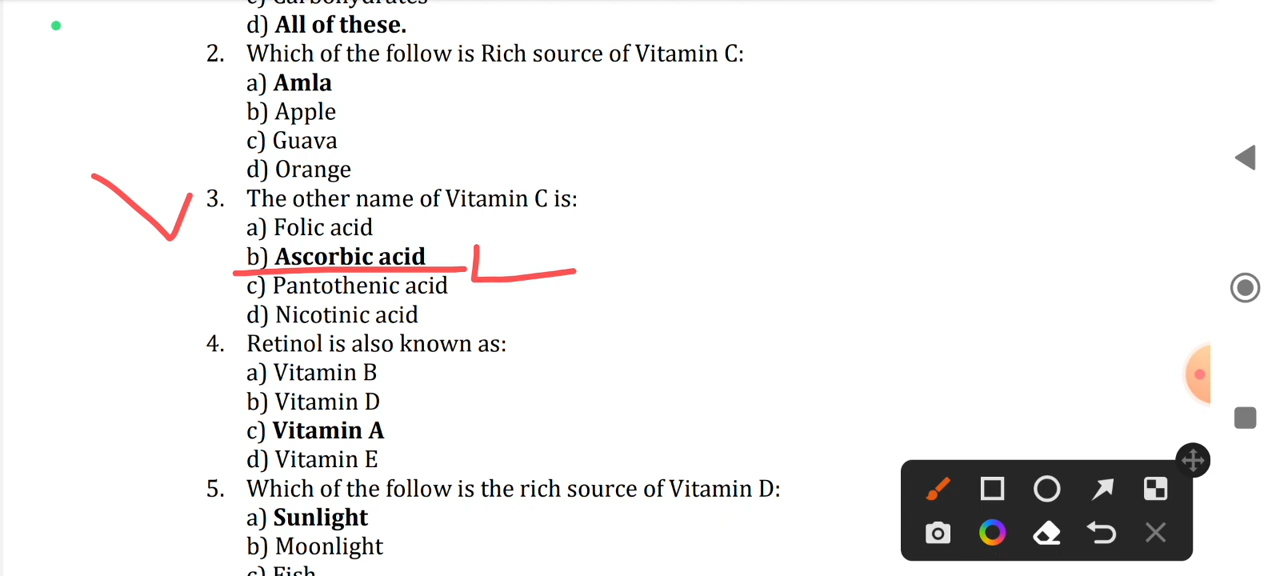 c) Carbohydrates
d) All of these.
2. Which of the follow is Rich source of Vitamin C:
a) Amla
b) Apple
c) Guava
d) Orange
3. The other name of Vitamin C is:
a) Folic acid
b) Ascorbic acid
c) Pantothenic acid
d) Nicotinic acid
4. Retinol is also known as:
a) Vitamin B
b) Vitamin D
c) Vitamin A
d) Vitamin E
5. Which of the follow is the rich source of Vitamin D:
a) Sunlight
b) Moonlight
c) Fish